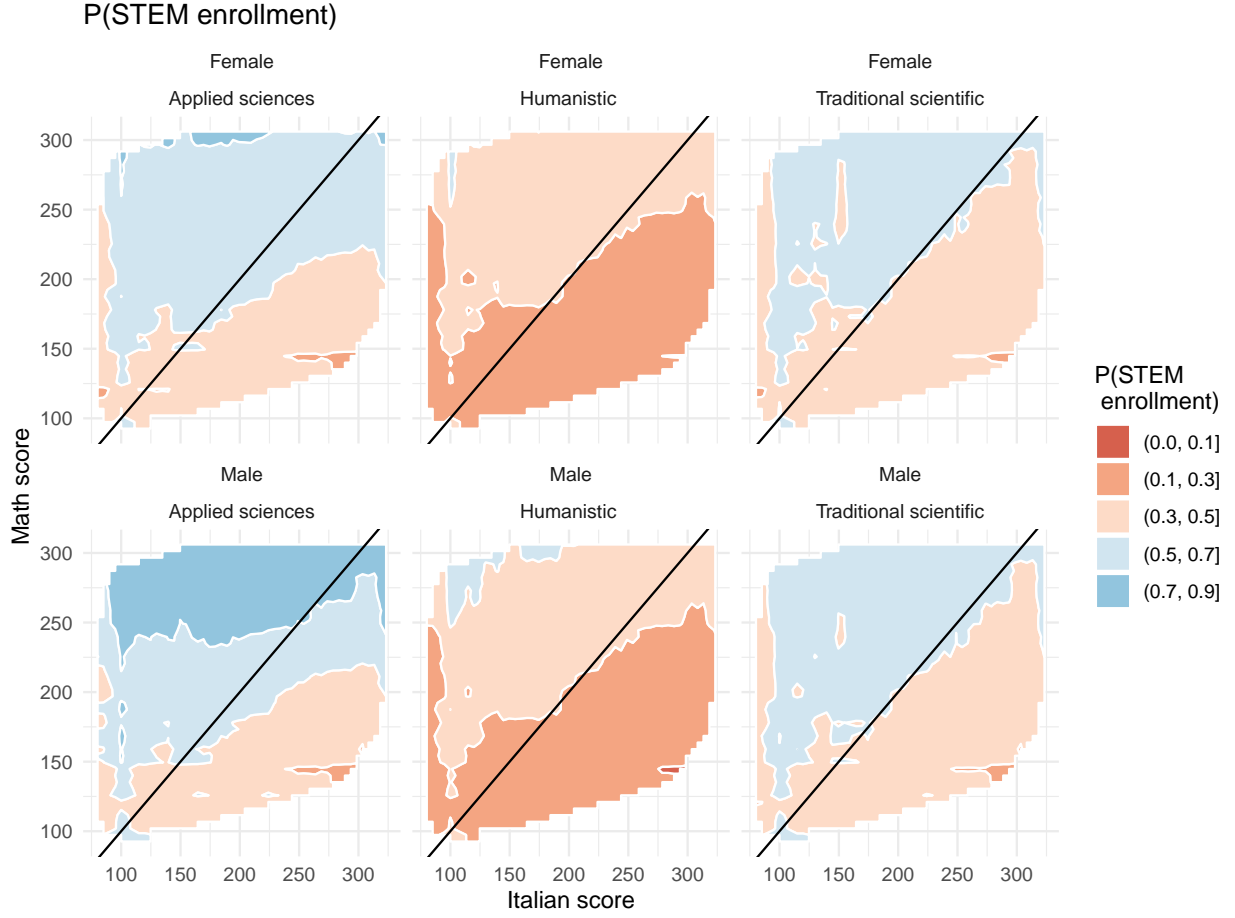 P(STEM enrollment)
Female
Female
Female
Applied sciences
Humanistic
Traditional scientific
300
250
200
150
100
Math score
Male
Male
Male
Applied sciences
Humanistic
Traditional scientific
300
250
200
150
100
100 150 200 250 300
100 150 200 250 300
100 150 200 250 300
Italian score
P(STEM
enrollment)
(0.0, 0.1]
(0.1, 0.3]
(0.3, 0.5]
(0.5, 0.7]
(0.7, 0.9]